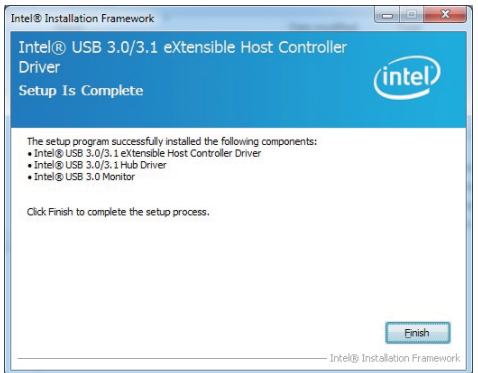 Intel® Installation Framework
Intel® USB 3.0/3.1 eXtensible Host Controller
Driver
Setup Is Complete
intel
The setup program successfully installed the following components:
• Intel® USB 3.0/3.1 eXtensible Host Controller Driver
• Intel® USB 3.0/3.1 Hub Driver
• Intel® USB 3.0 Monitor
Click Finish to complete the setup process.
Finish
Intel® Installation Framework